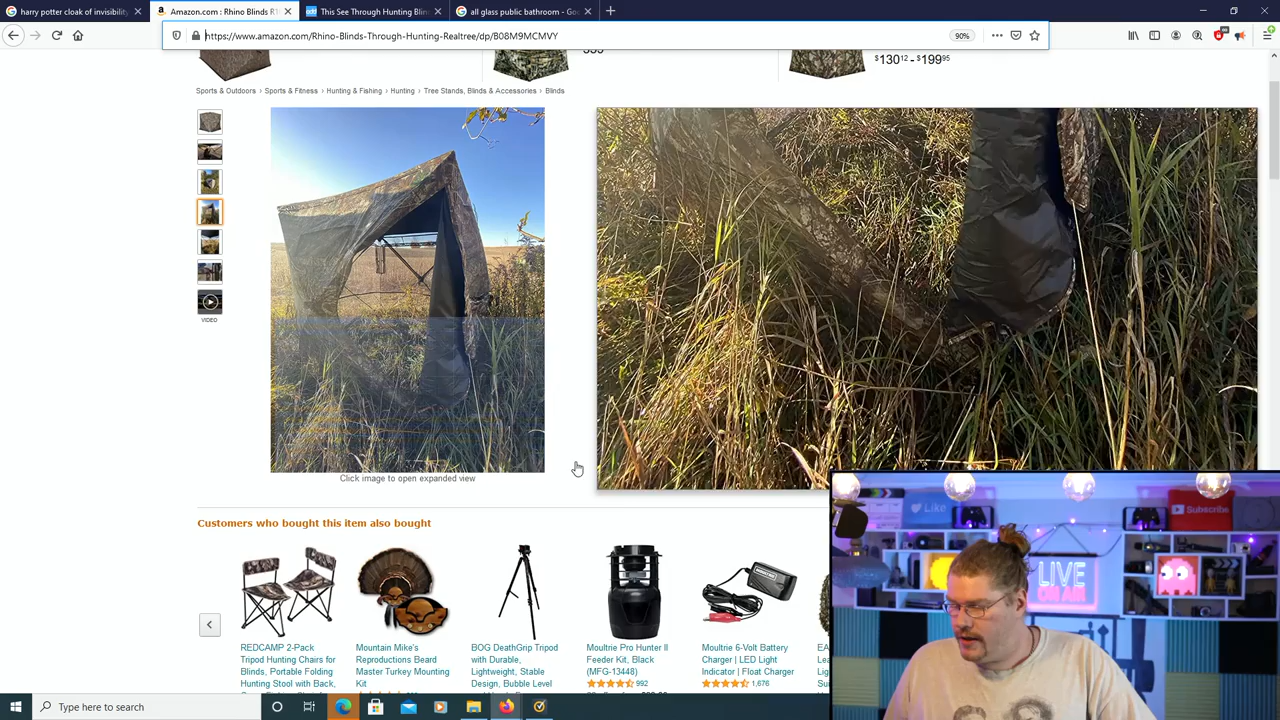 harry potter cloak of invisibility
Amazon.com : Rhino Blinds R1
This See Through Hunting Blin
all glass public bathroom - Goo
https://www.amazon.com/Rhino-Blinds-Through-Hunting-Realtree/dp/B08M9MCMVY
90%
$130.12 - $199.95
Sports & Outdoors › Sports & Fitness › Hunting & Fishing › Hunting › Tree Stands, Blinds & Accessories › Blinds
VIDEO
Click image to open expanded view
Customers who bought this item also bought
REDCAMP 2-Pack
Tripod Hunting Chairs for
Blinds, Portable Folding
Hunting Stool with Back,
Mountain Mike's
Reproductions Beard
Master Turkey Mounting
Kit
BOG DeathGrip Tripod
with Durable,
Lightweight, Stable
Design, Bubble Level
Moultrie Pro Hunter II
Feeder Kit, Black
(MFG-13448)
992
Moultrie 6-Volt Battery
Charger | LED Light
Indicator | Float Charger
1,676
Like
Subscribe
LIVE
ON AIR
Type here to search